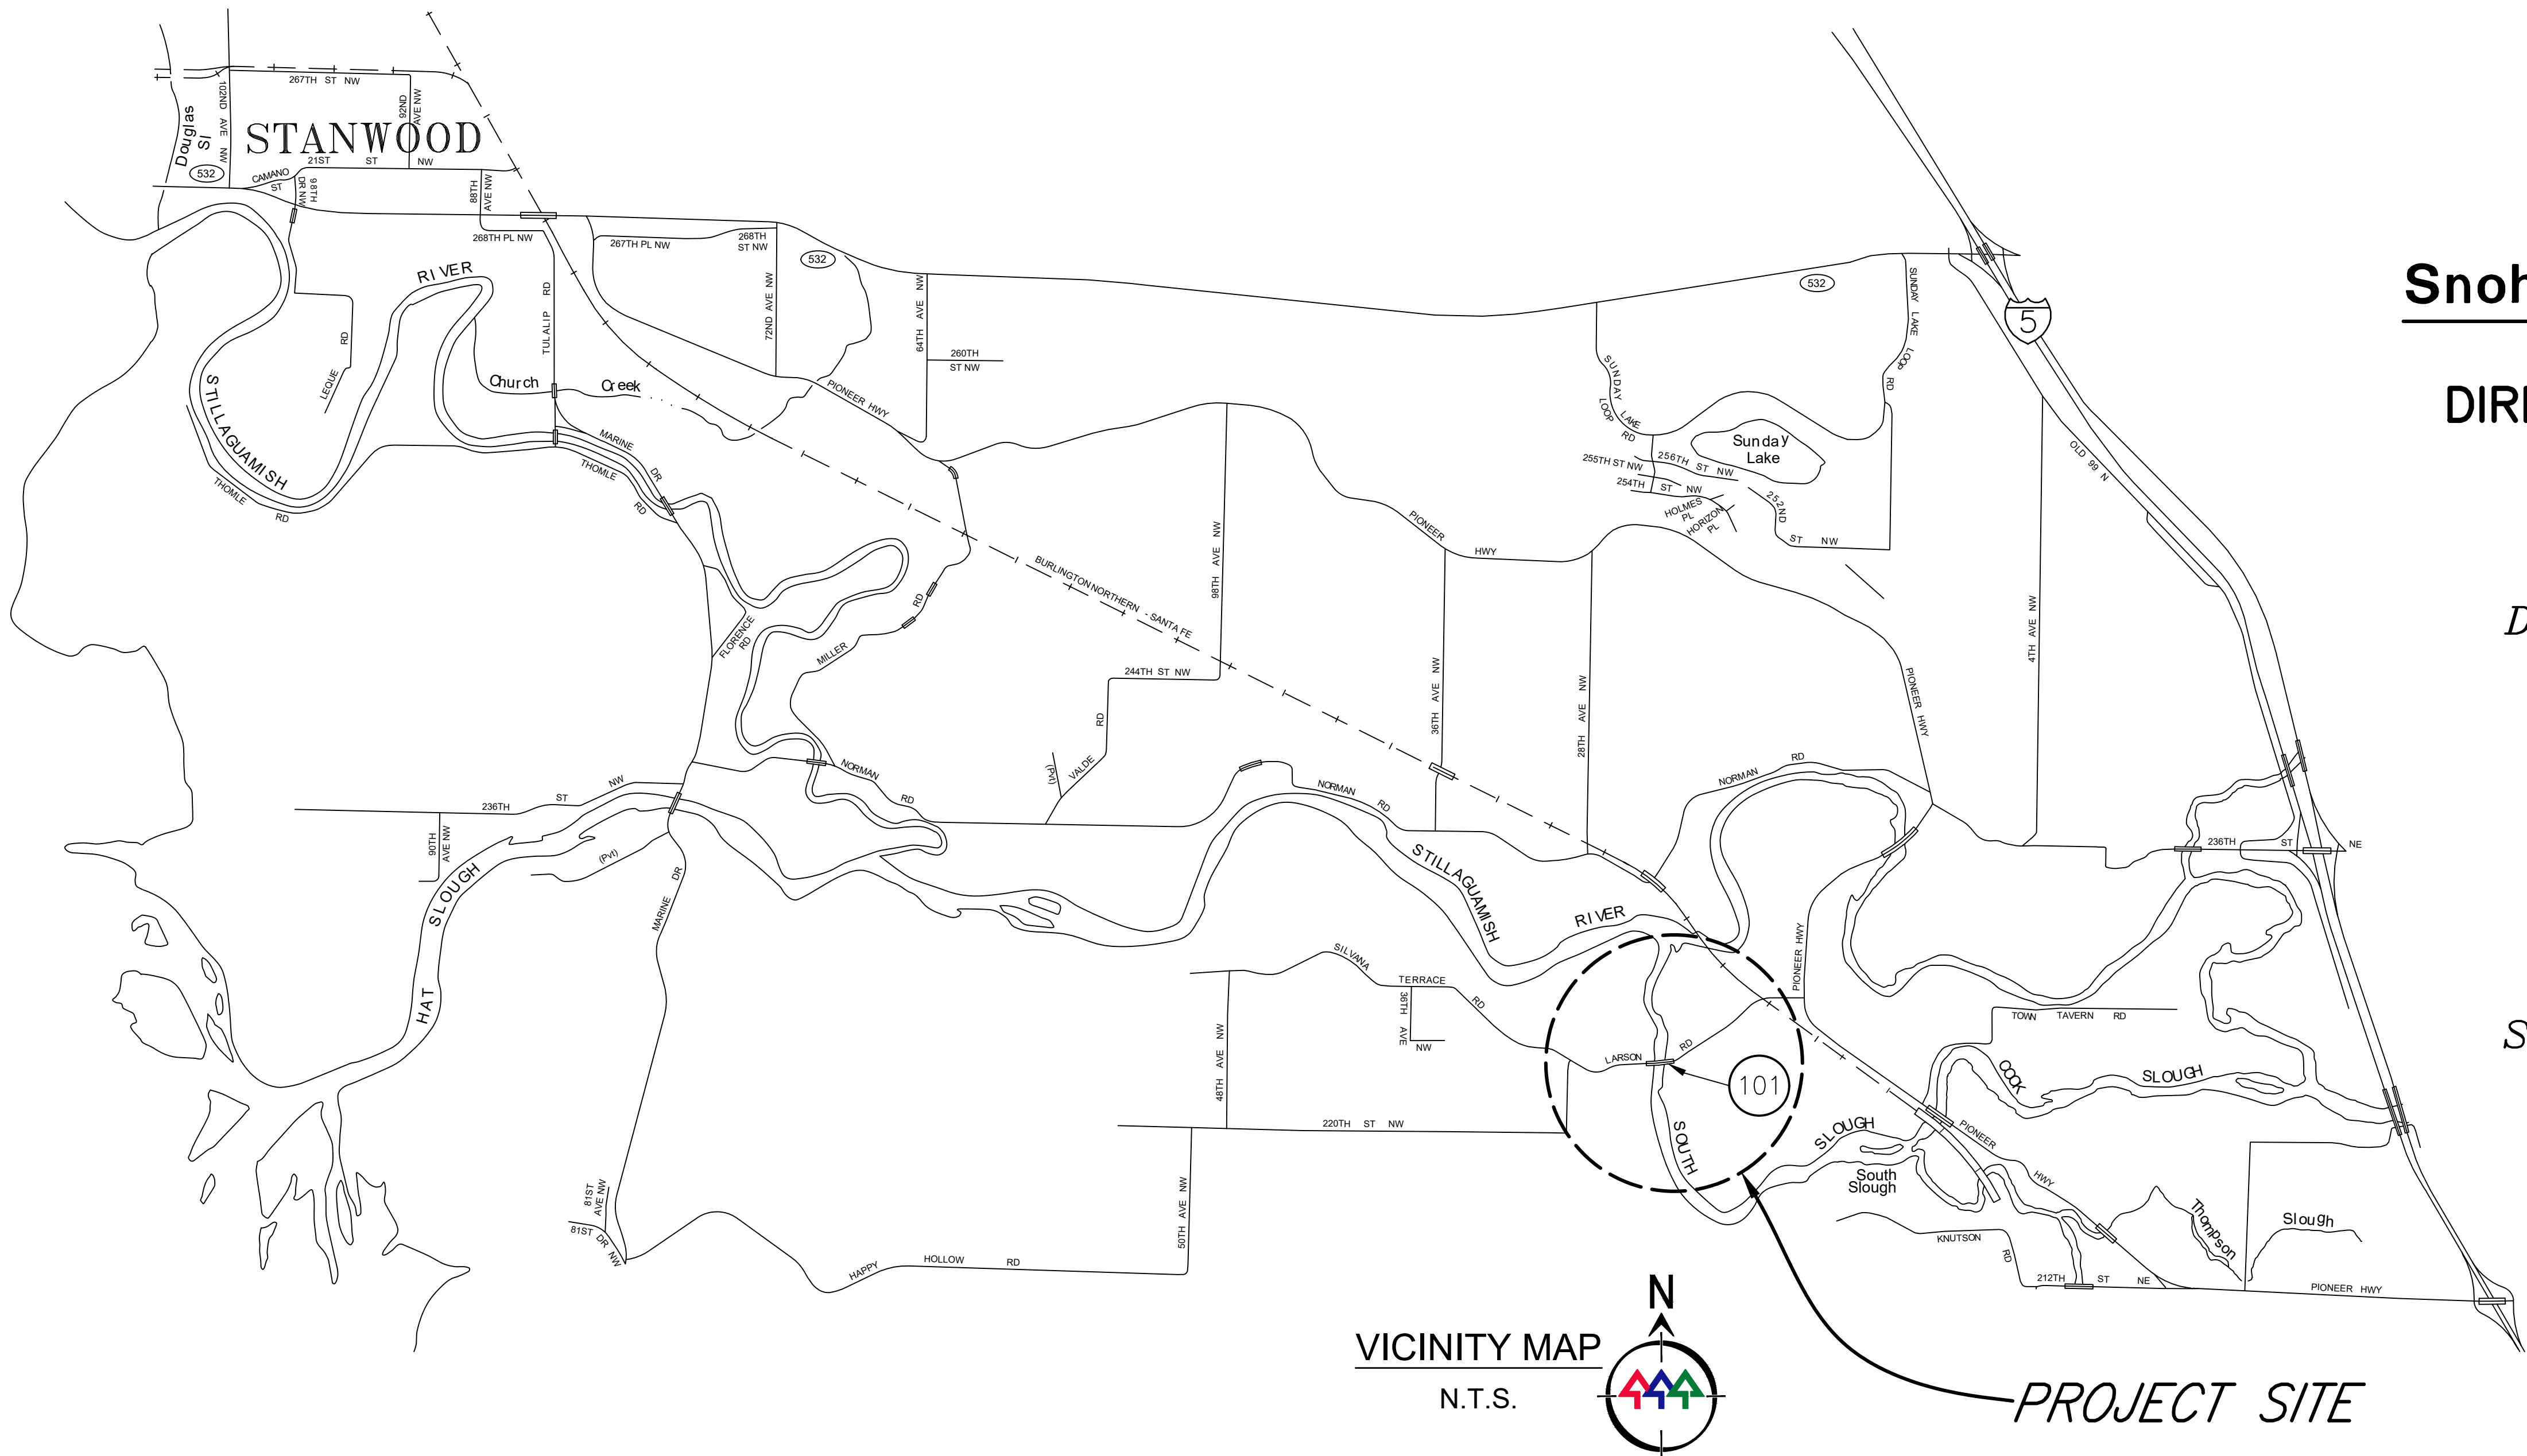 267TH ST NW
102ND AVE NW
92ND
AVE NW
Douglas
Sl
STANWOOD
532
CAMANO
ST
21ST ST NW
98TH
DR NW
88TH
AVE NW
268TH PL NW
267TH PL NW
268TH
ST NW
532
532
72ND AVE NW
64TH AVE NW
260TH
ST NW
RIVER
TULALIP RD
LEQUE RD
Church Creek
STILLAGUAMISH
THOMLE RD
MARINE DR
THOMLE RD
PIONEER HWY
SUNDAY LAKE LOOP RD
SUNDAY LAKE
LOOP RD
Sunday
Lake
5
Snoh
DIRE
255TH ST NW
256TH ST NW
254TH ST NW
HOLMES
PL
HORIZON
PL
252ND
ST NW
OLD 99 N
PIONEER HWY
98TH AVE NW
BURLINGTON NORTHERN - SANTA FE
FLORENCE
RD
MILLER RD
244TH ST NW
VALDE RD
(Pvt)
36TH AVE NW
28TH AVE NW
4TH AVE NW
PIONEER HWY
D
NORMAN RD
NORMAN RD
NORMAN RD
236TH ST NW
90TH
AVE NW
(Pvt)
HAT SLOUGH
MARINE DR
STILLAGUAMISH
RIVER
236TH ST NE
SILVANA
TERRACE
RD
36TH AVE
NW
48TH AVE NW
LARSON RD
101
PIONEER HWY
TOWN TAVERN RD
COOK
SLOUGH
S
220TH ST NW
SOUTH
SLOUGH
South
Slough
PIONEER
HWY
Thompson
Slough
KNUTSON
RD
212TH ST NE
PIONEER HWY
81ST
AVE NW
81ST DR NW
HAPPY HOLLOW RD
50TH AVE NW
N
VICINITY MAP
N.T.S.
PROJECT SITE